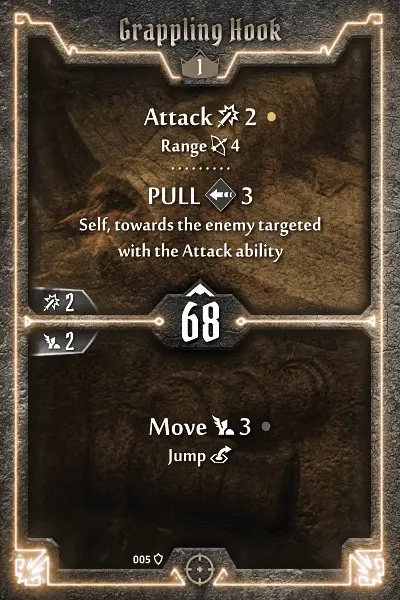 Grappling Hook
1
Attack 2
Range 4
PULL 3
Self, towards the enemy targeted
with the Attack ability
2
68
2
Move 3
Jump
005